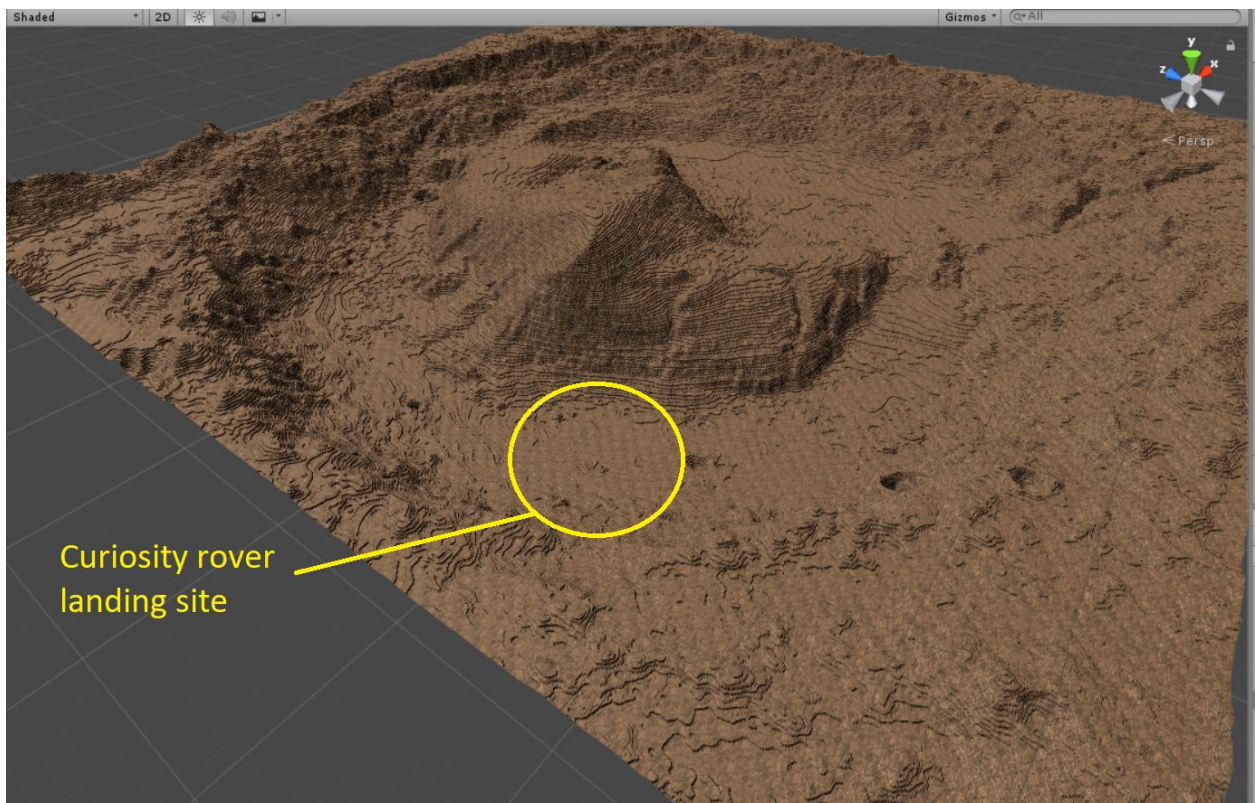 Shaded 2D Gizmos All
y
z x
Persp
Curiosity rover
landing site